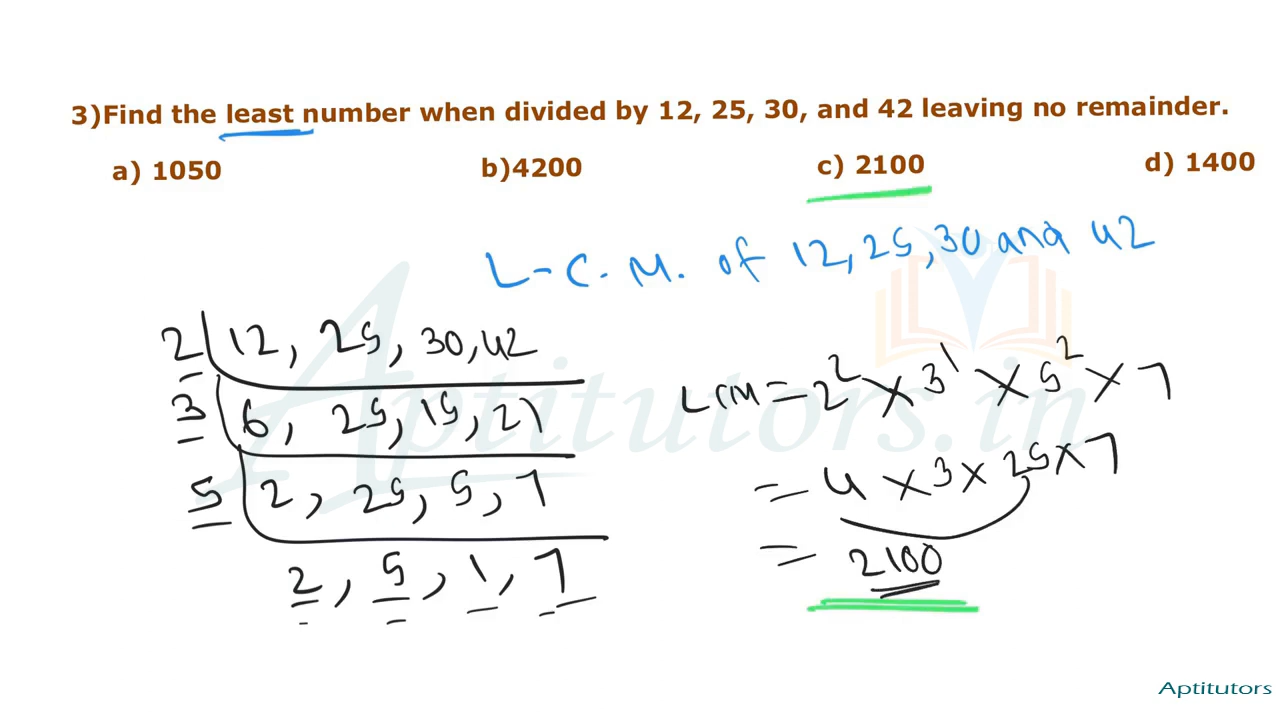 3)Find the least number when divided by 12, 25, 30, and 42 leaving no remainder.
a) 1050 b)4200 c) 2100 d) 1400
L-C.M. of 12,25,30 and 42
2 12, 25, 30,42
3 6, 25,15,21
5 2, 25, 5, 7
2, 5, 1, 7
LCM = 2² × 3¹ × 5² × 7
= 4 × 3 × 25 × 7
= 2100
Aptitutors.in
Aptitutors